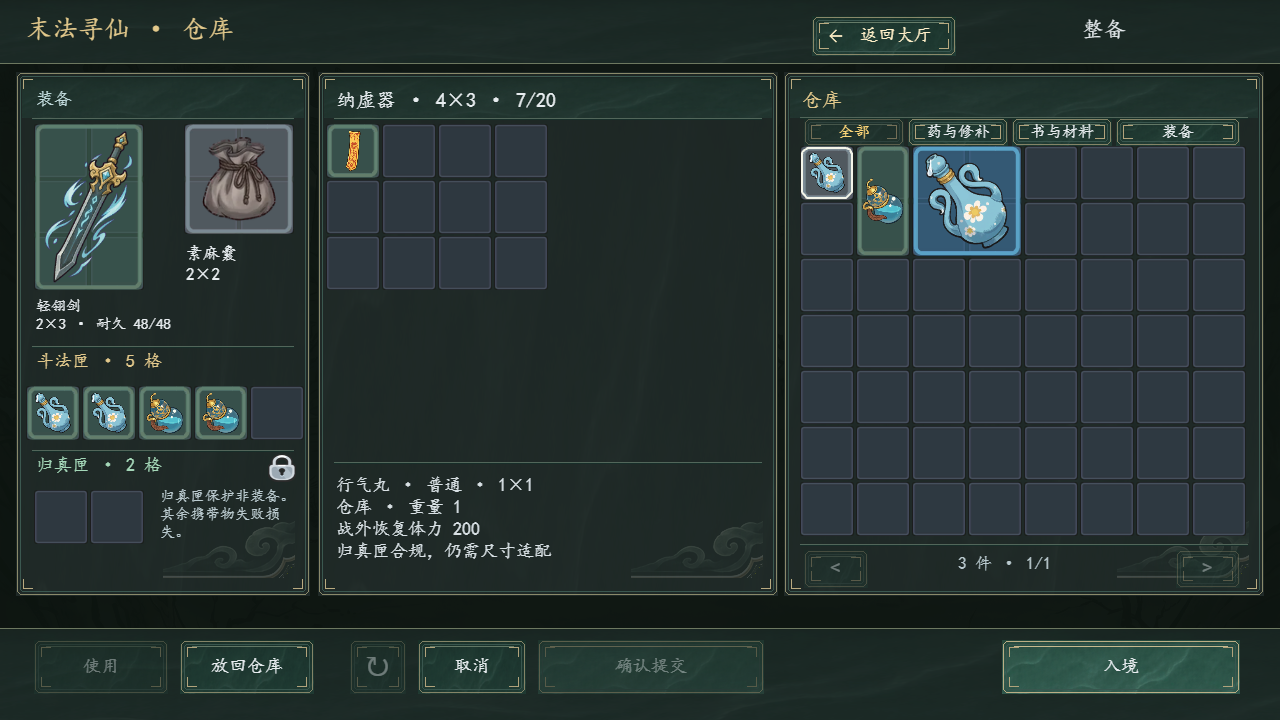 末法寻仙 • 仓库
← 返回大厅
整备
装备
素麻囊
2×2
轻翎剑
2×3 • 耐久 48/48
斗法匣 • 5 格
归真匣 • 2 格
归真匣保护非装备。
其余携带物失败损
失。
纳虚器 • 4×3 • 7/20
行气丸 • 普通 • 1×1
仓库 • 重量 1
战外恢复体力 200
归真匣合规，仍需尺寸适配
仓库
全部 药与修补 书与材料 装备
< 3 件 • 1/1 >
使用 放回仓库 ↻ 取消 确认提交 入境